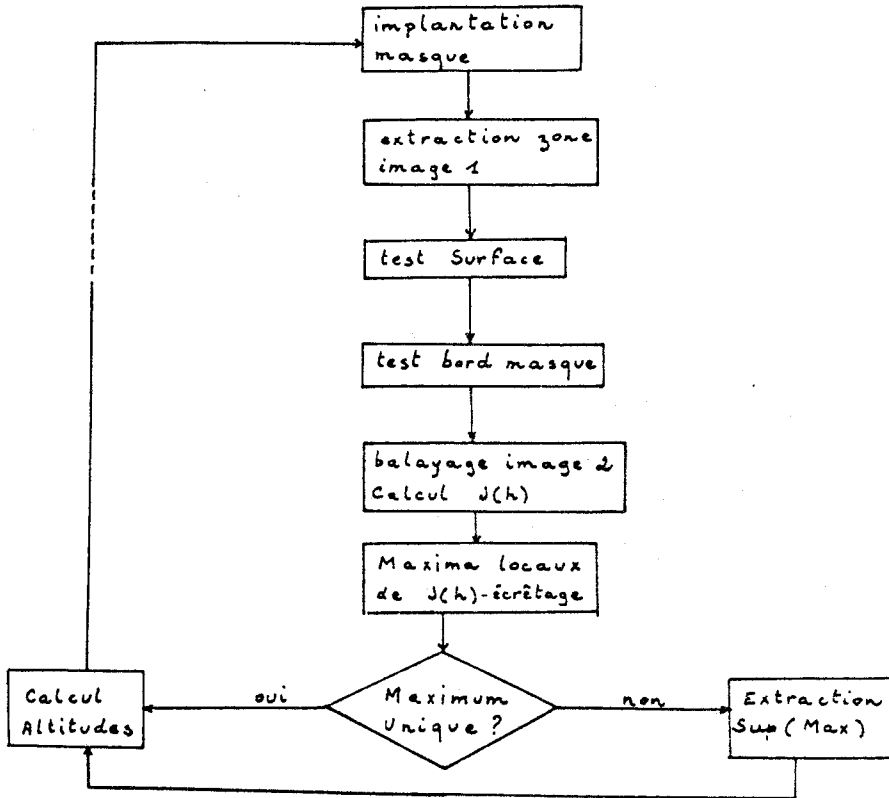 implantation
masque
extraction zone
image 1
test Surface
test bord masque
balayage image 2
Calcul J(h)
Maxima locaux
de J(h)-écrêtage
Calcul
Altitudes
oui
Maximum
Unique ?
non
Extraction
Sup (Max)